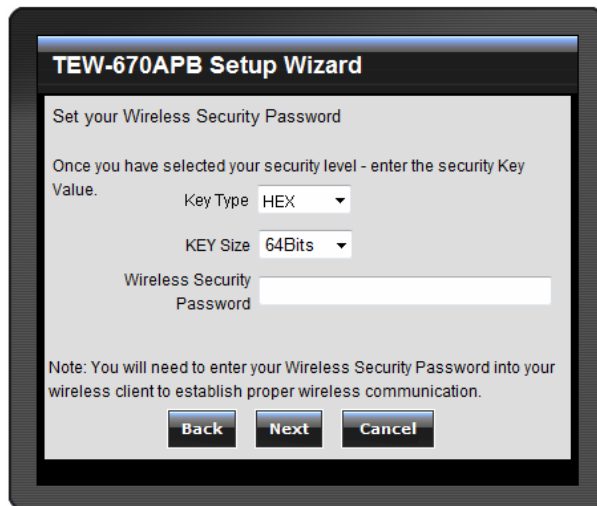 TEW-670APB Setup Wizard
Set your Wireless Security Password
Once you have selected your security level - enter the security Key
Value.
Key Type HEX
KEY Size 64Bits
Wireless Security
Password
Note: You will need to enter your Wireless Security Password into your
wireless client to establish proper wireless communication.
Back Next Cancel